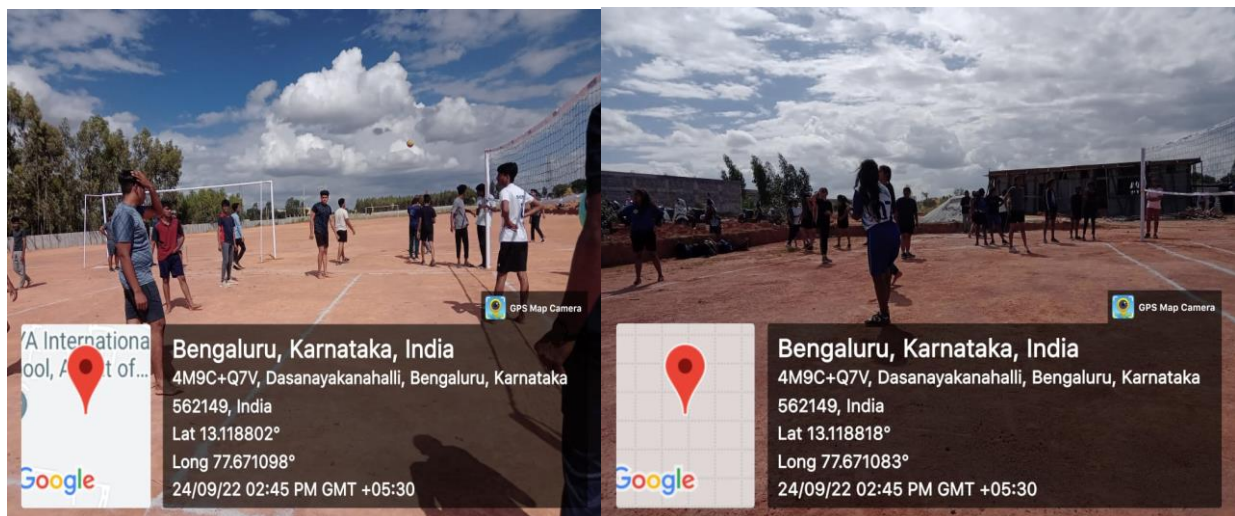 GPS Map Camera
'A Internationa
ool, A
t of...
Google
Bengaluru, Karnataka, India
4M9C+Q7V, Dasanayakanahalli, Bengaluru, Karnataka
562149, India
Lat 13.118802°
Long 77.671098°
24/09/22 02:45 PM GMT +05:30
GPS Map Camera
Google
Bengaluru, Karnataka, India
4M9C+Q7V, Dasanayakanahalli, Bengaluru, Karnataka
562149, India
Lat 13.118818°
Long 77.671083°
24/09/22 02:45 PM GMT +05:30